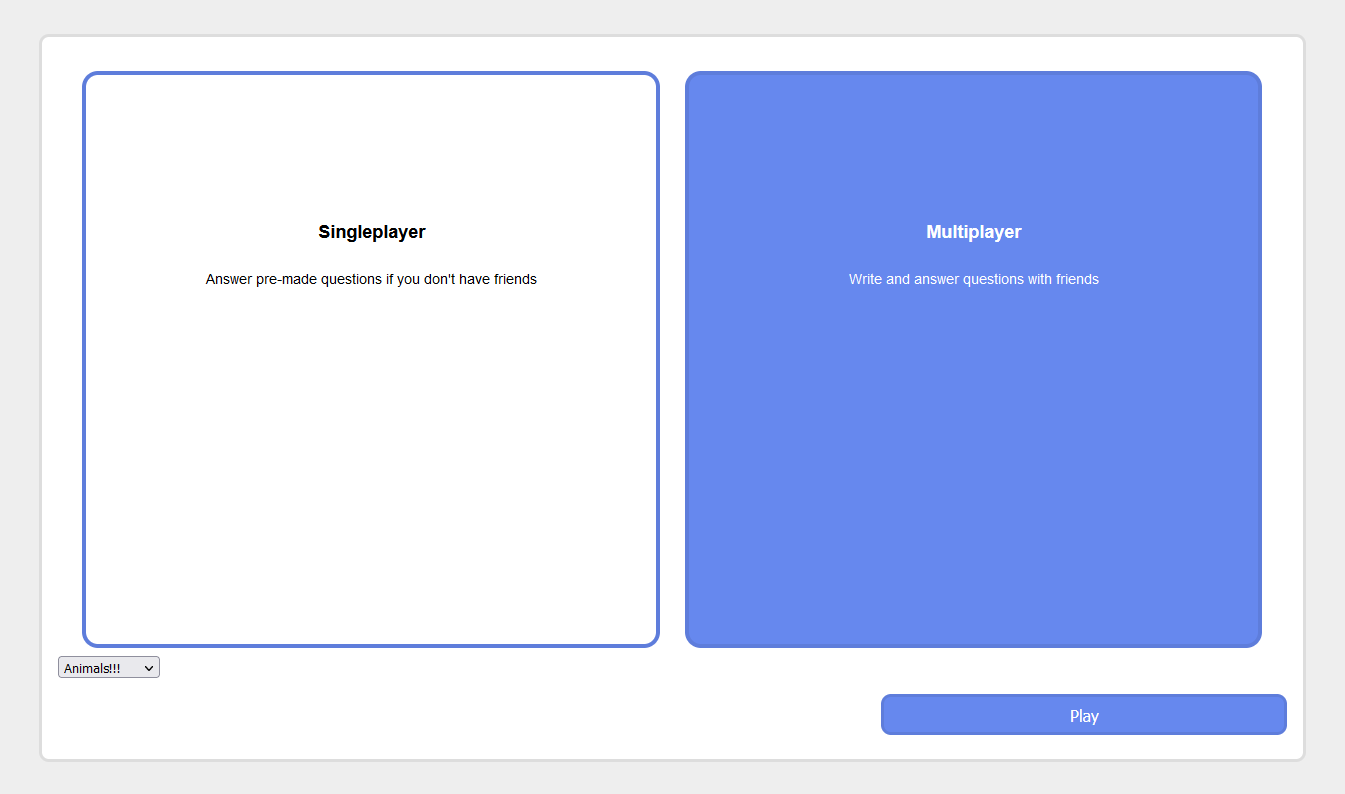 Singleplayer
Answer pre-made questions if you don't have friends
Multiplayer
Write and answer questions with friends
Animals!!!
Play